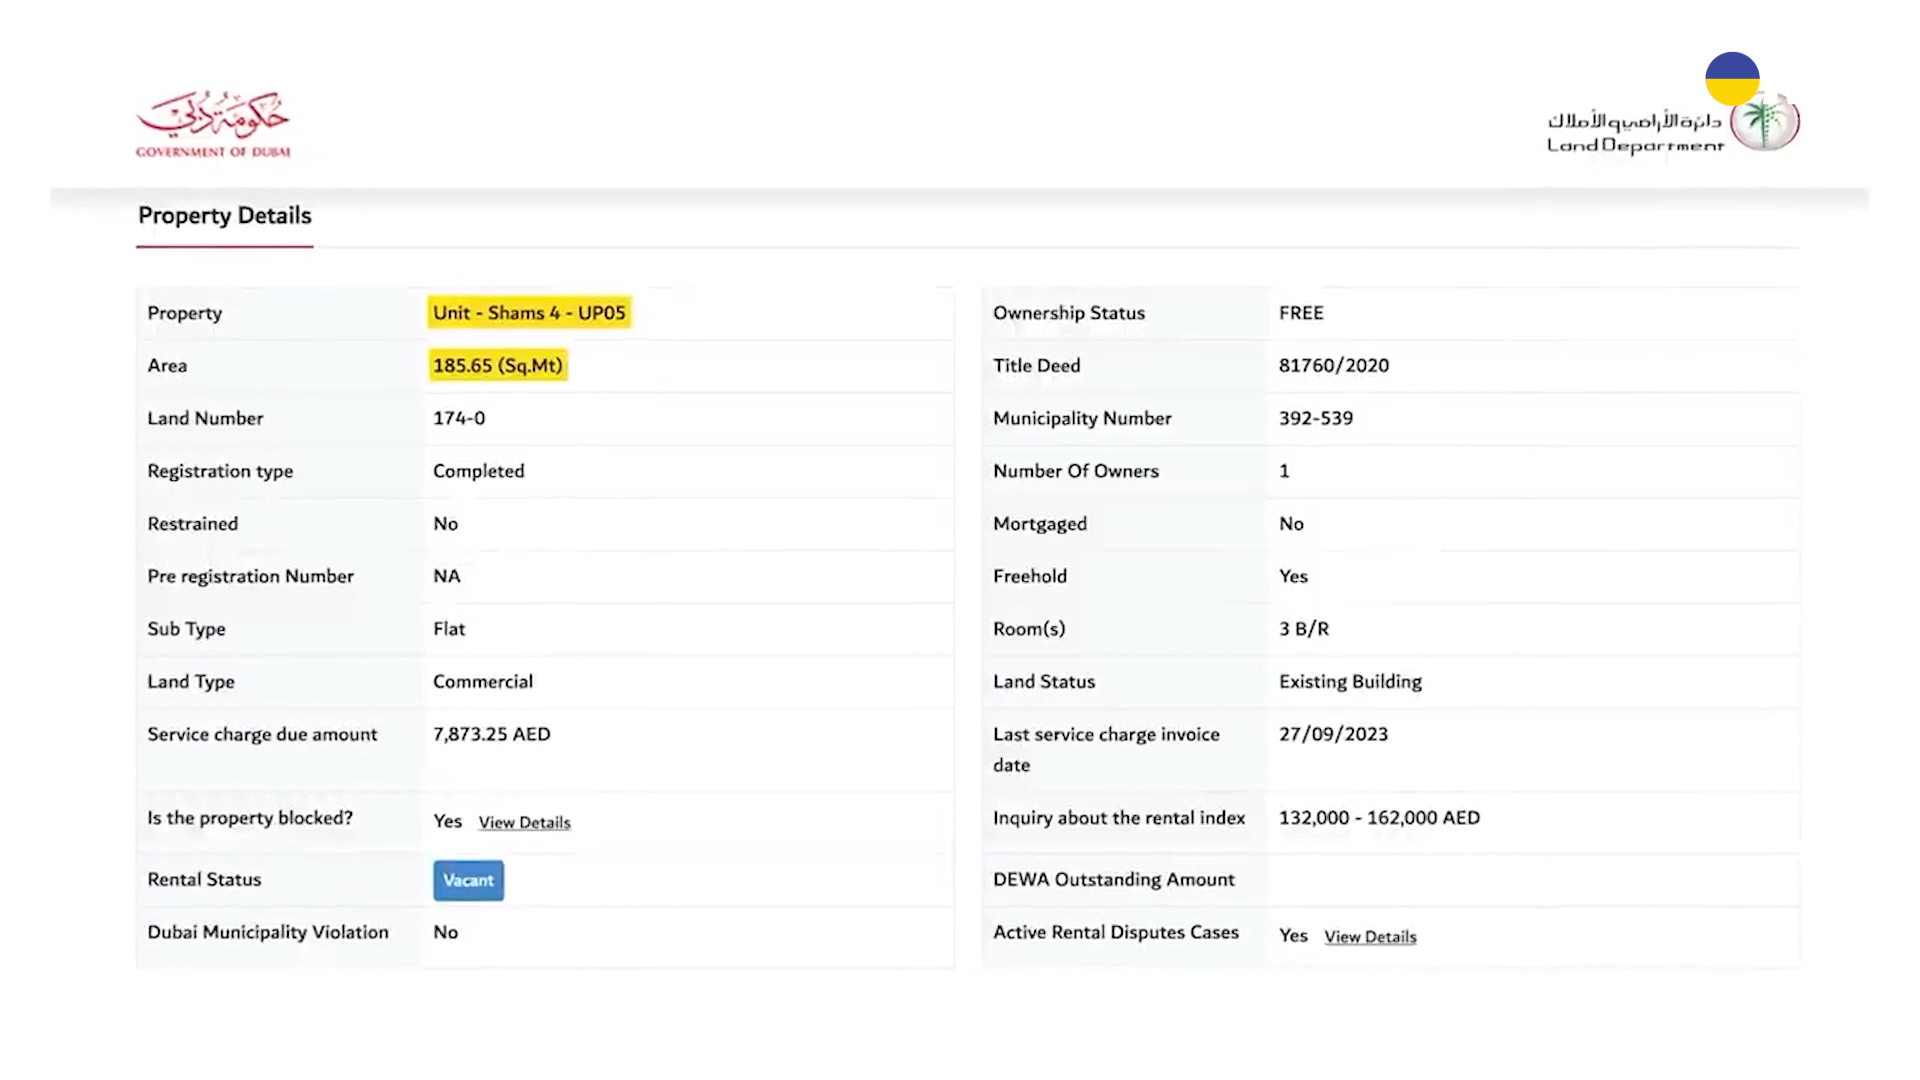 حكومة دبي
GOVERNMENT OF DUBAI
دائرة الأراضي والأملاك
Land Department
Property Details
Property Unit - Shams 4 - UP05
Area 185.65 (Sq.Mt)
Land Number 174-0
Registration type Completed
Restrained No
Pre registration Number NA
Sub Type Flat
Land Type Commercial
Service charge due amount 7,873.25 AED
Is the property blocked? Yes View Details
Rental Status Vacant
Dubai Municipality Violation No
Ownership Status FREE
Title Deed 81760/2020
Municipality Number 392-539
Number Of Owners 1
Mortgaged No
Freehold Yes
Room(s) 3 B/R
Land Status Existing Building
Last service charge invoice 27/09/2023
date
Inquiry about the rental index 132,000 - 162,000 AED
DEWA Outstanding Amount
Active Rental Disputes Cases Yes View Details